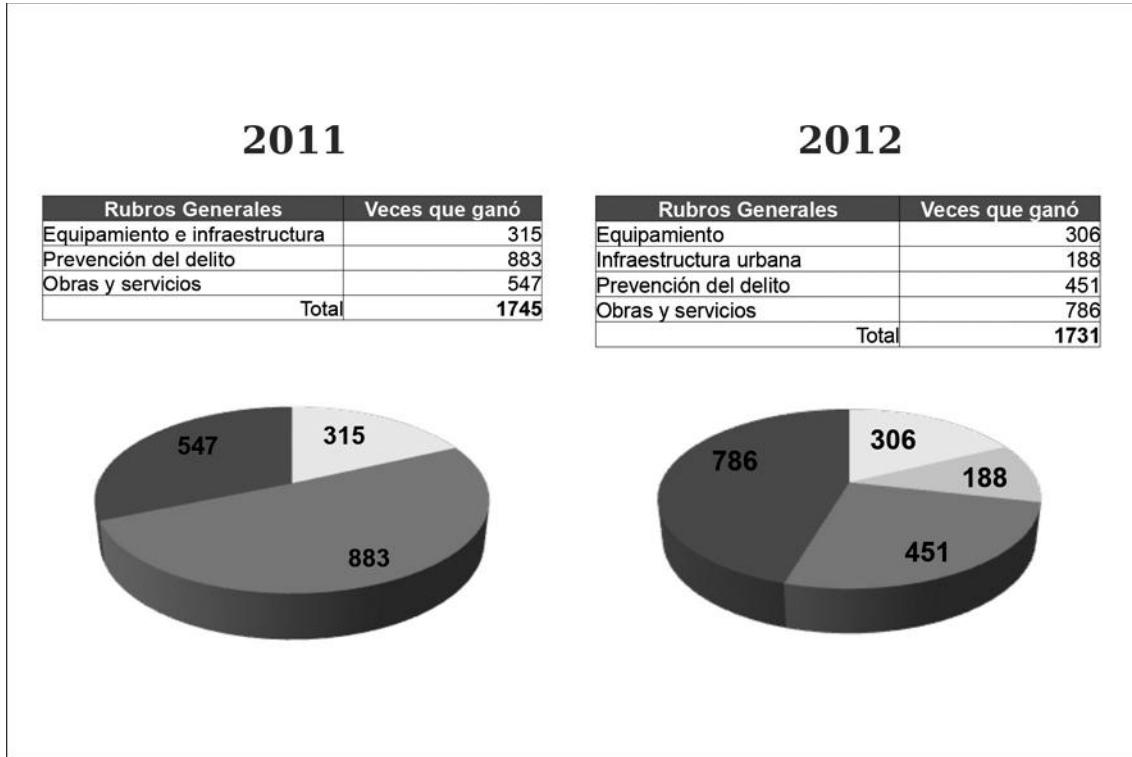 2011
Rubros Generales Veces que ganó
Equipamiento e infraestructura 315
Prevención del delito 883
Obras y servicios 547
Total 1745
547
315
883
2012
Rubros Generales Veces que ganó
Equipamiento 306
Infraestructura urbana 188
Prevención del delito 451
Obras y servicios 786
Total 1731
306
786
188
451